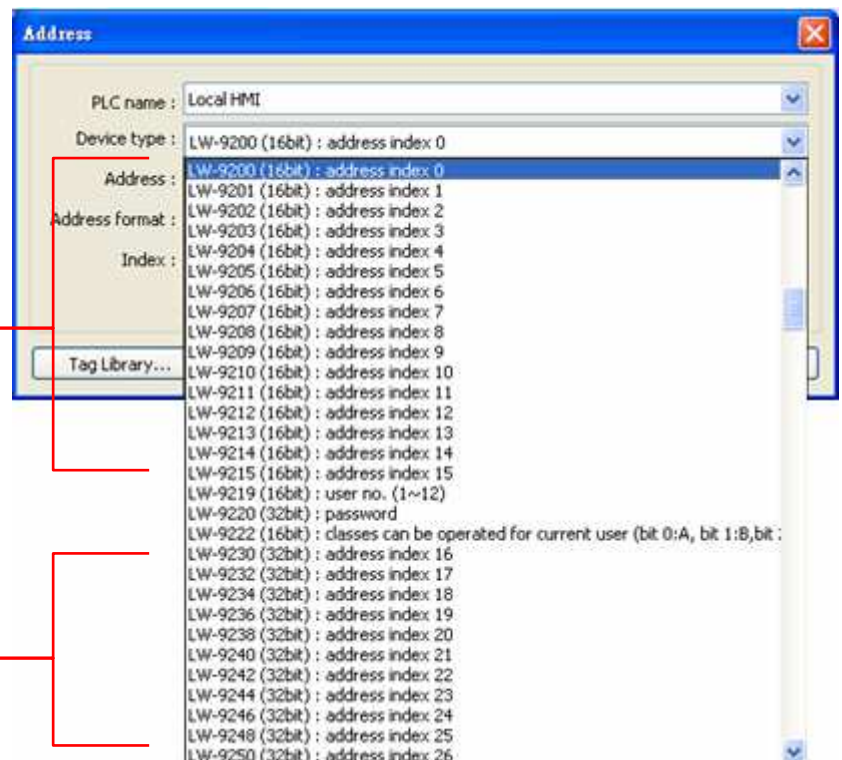 Address
PLC name : Local HMI
Device type : LW-9200 (16bit) : address index 0
Address :
Address format :
Index :
Tag Library...
LW-9200 (16bit) : address index 0
LW-9201 (16bit) : address index 1
LW-9202 (16bit) : address index 2
LW-9203 (16bit) : address index 3
LW-9204 (16bit) : address index 4
LW-9205 (16bit) : address index 5
LW-9206 (16bit) : address index 6
LW-9207 (16bit) : address index 7
LW-9208 (16bit) : address index 8
LW-9209 (16bit) : address index 9
LW-9210 (16bit) : address index 10
LW-9211 (16bit) : address index 11
LW-9212 (16bit) : address index 12
LW-9213 (16bit) : address index 13
LW-9214 (16bit) : address index 14
LW-9215 (16bit) : address index 15
LW-9219 (16bit) : user no. (1~12)
LW-9220 (32bit) : password
LW-9222 (16bit) : classes can be operated for current user (bit 0:A, bit 1:B,bit
LW-9230 (32bit) : address index 16
LW-9232 (32bit) : address index 17
LW-9234 (32bit) : address index 18
LW-9236 (32bit) : address index 19
LW-9238 (32bit) : address index 20
LW-9240 (32bit) : address index 21
LW-9242 (32bit) : address index 22
LW-9244 (32bit) : address index 23
LW-9246 (32bit) : address index 24
LW-9248 (32bit) : address index 25
LW-9250 (32bit) : address index 26